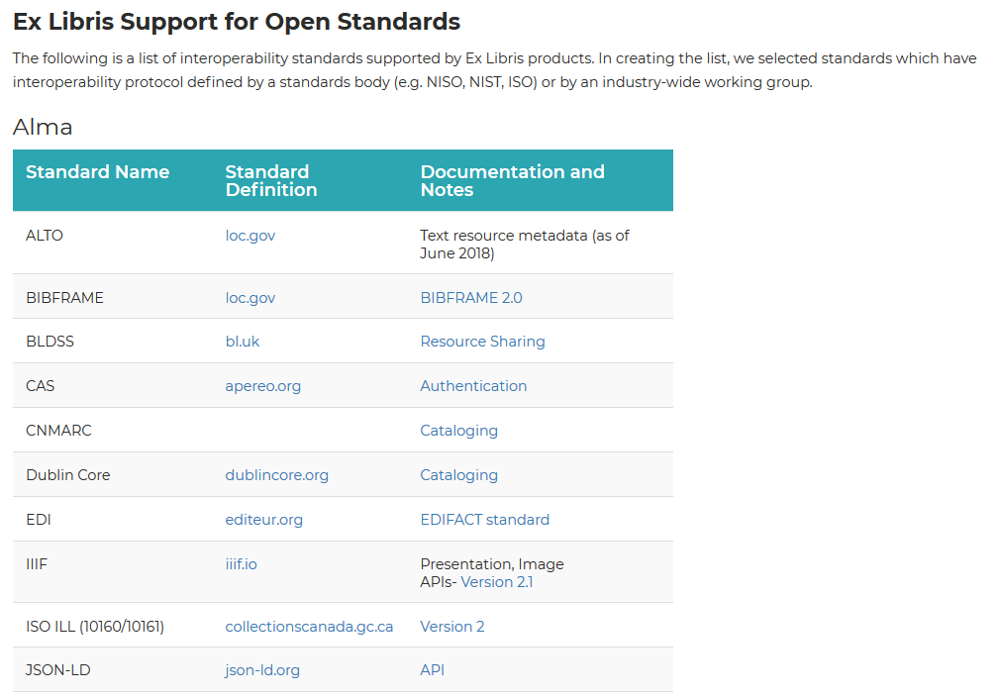 Ex Libris Support for Open Standards
The following is a list of interoperability standards supported by Ex Libris products. In creating the list, we selected standards which have
interoperability protocol defined by a standards body (e.g. NISO, NIST, ISO) or by an industry-wide working group.
Alma
Standard Name Standard Definition Documentation and Notes
ALTO loc.gov Text resource metadata (as of June 2018)
BIBFRAME loc.gov BIBFRAME 2.0
BLDSS bl.uk Resource Sharing
CAS apereo.org Authentication
CNMARC Cataloging
Dublin Core dublincore.org Cataloging
EDI editeur.org EDIFACT standard
IIIF iiif.io Presentation, Image APIs- Version 2.1
ISO ILL (10160/10161) collectionscanada.gc.ca Version 2
JSON-LD json-ld.org API